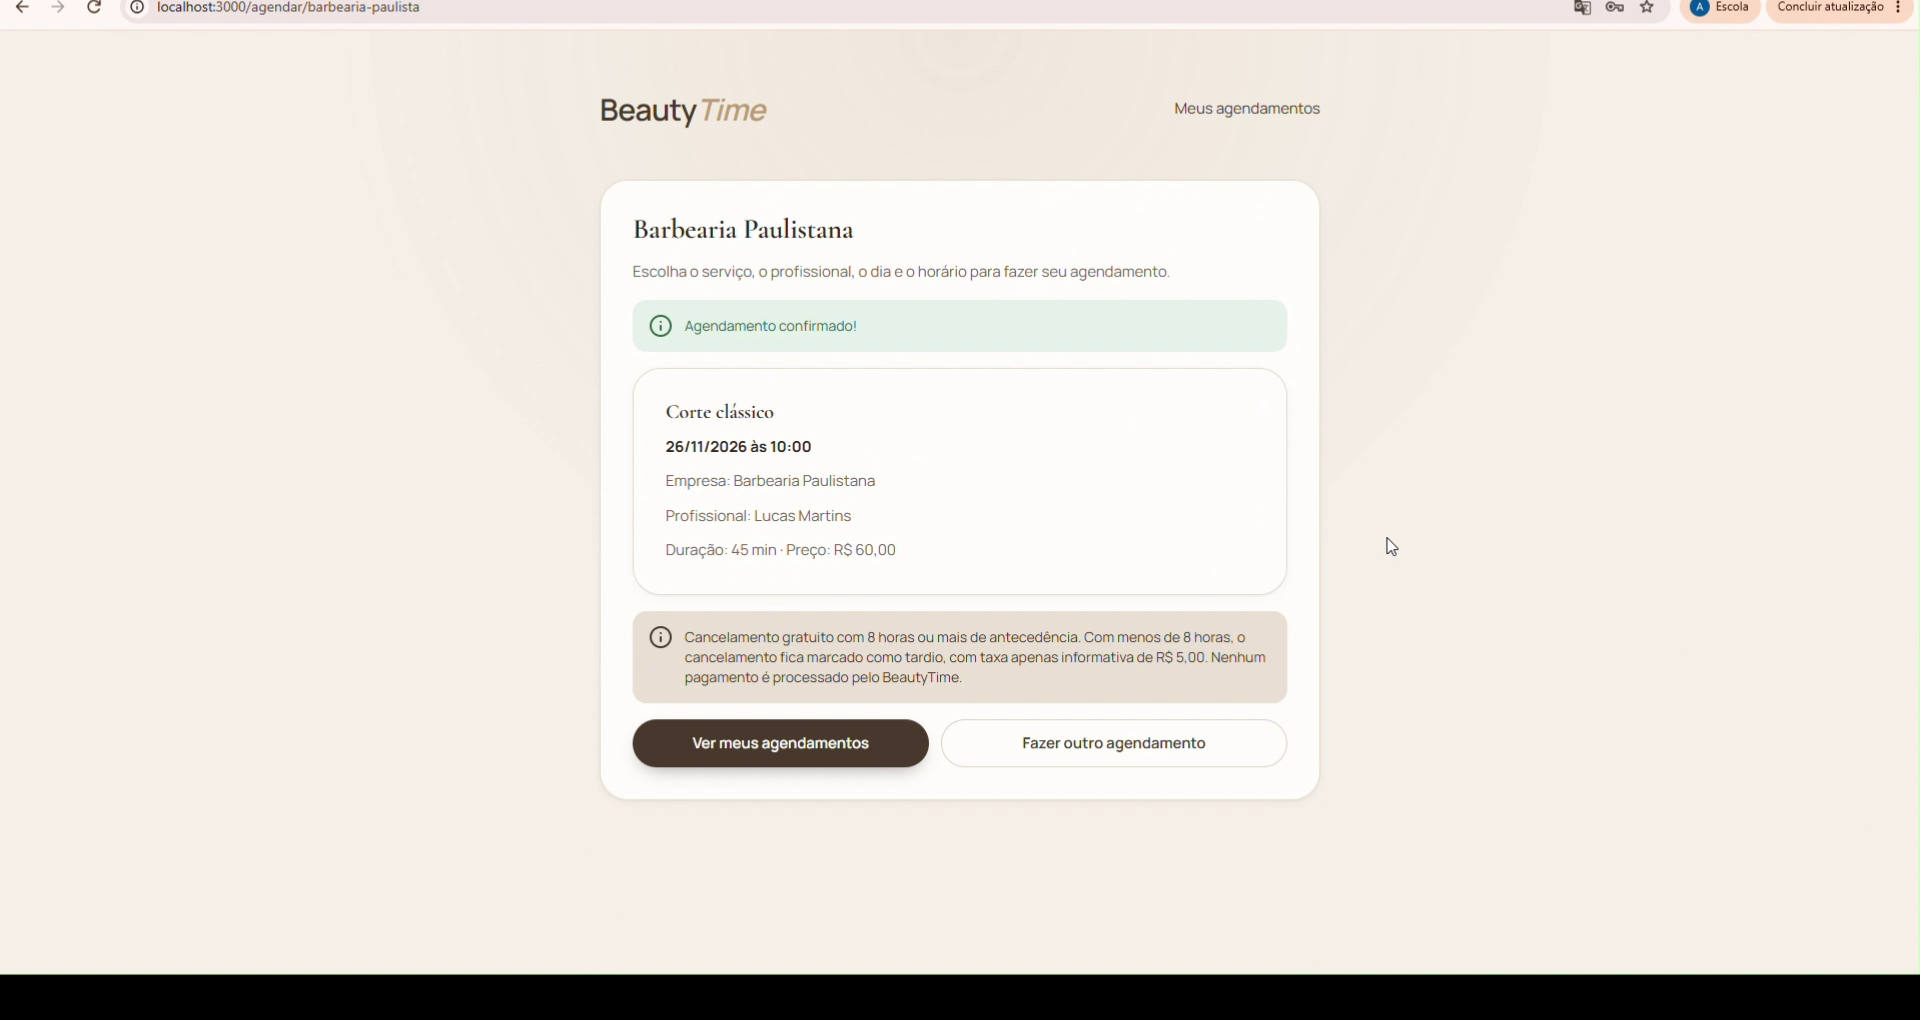 localhost:3000/agendar/barbearia-paulista
A Escola
Concluir atualização
BeautyTime
Meus agendamentos
Barbearia Paulistana
Escolha o serviço, o profissional, o dia e o horário para fazer seu agendamento.
Agendamento confirmado!
Corte clássico
26/11/2026 às 10:00
Empresa: Barbearia Paulistana
Profissional: Lucas Martins
Duração: 45 min · Preço: R$ 60,00
Cancelamento gratuito com 8 horas ou mais de antecedência. Com menos de 8 horas, o
cancelamento fica marcado como tardio, com taxa apenas informativa de R$ 5,00. Nenhum
pagamento é processado pelo BeautyTime.
Ver meus agendamentos
Fazer outro agendamento